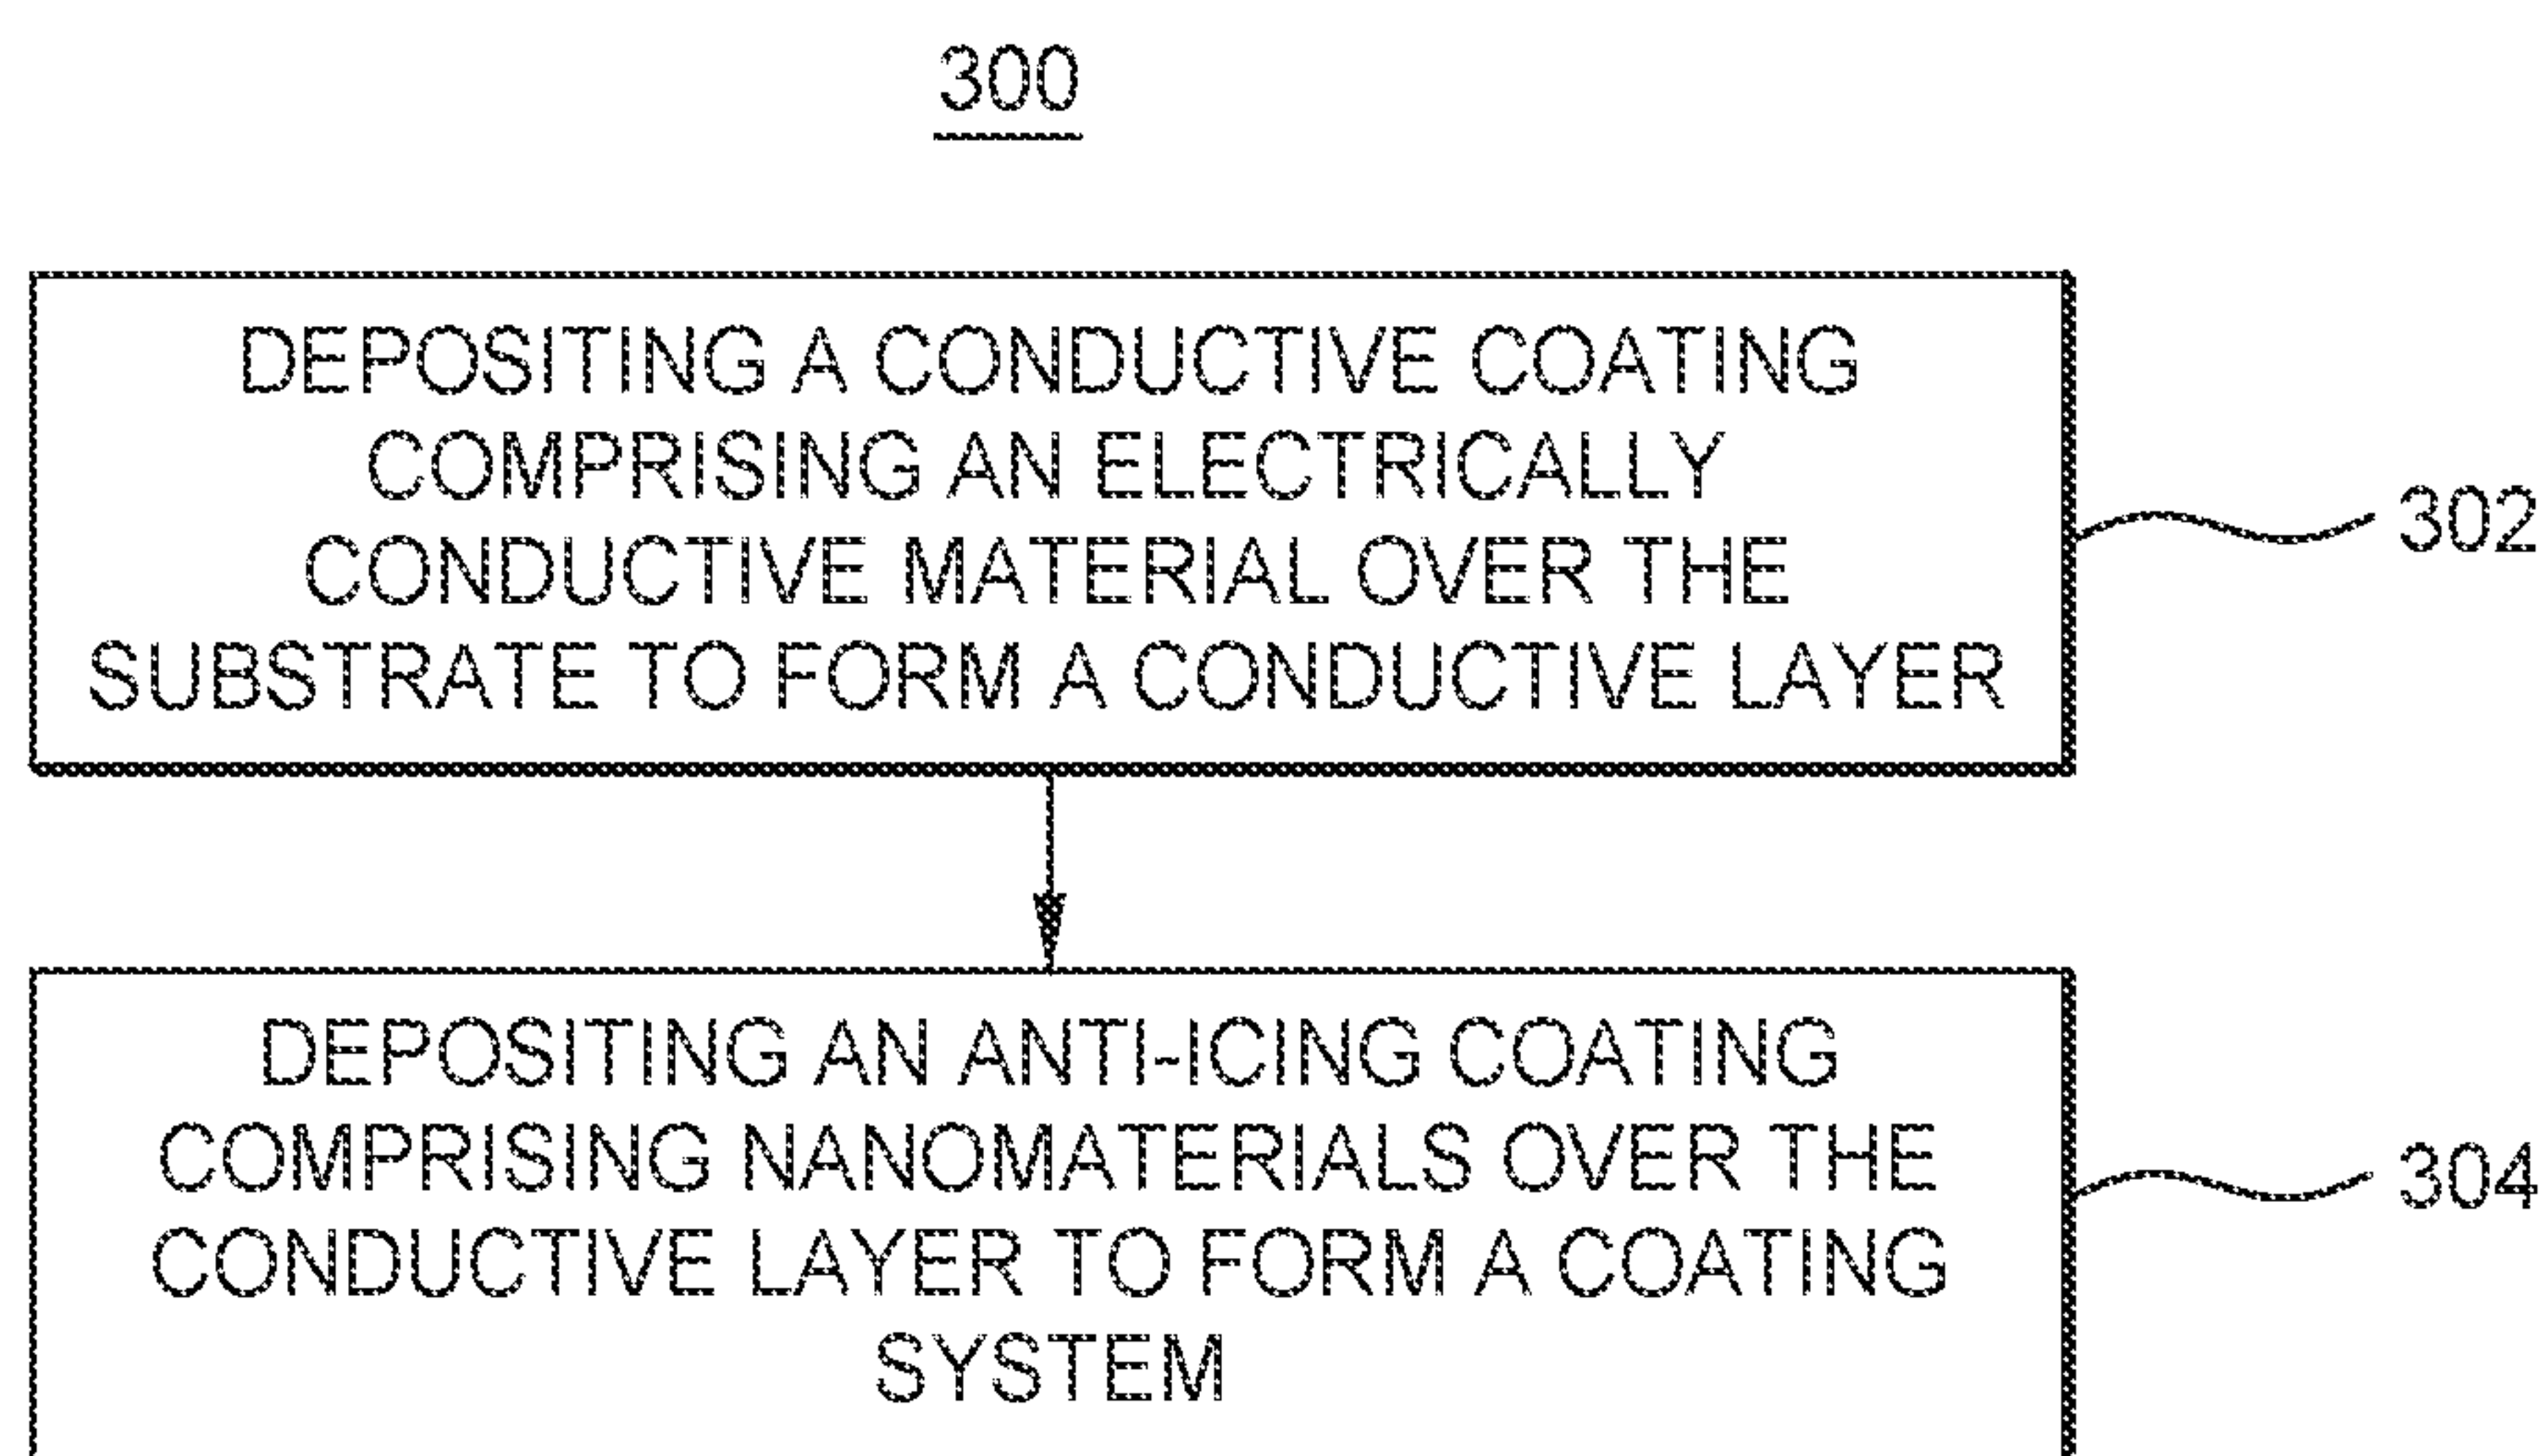 300
DEPOSITING A CONDUCTIVE COATING
COMPRISING AN ELECTRICALLY
CONDUCTIVE MATERIAL OVER THE
SUBSTRATE TO FORM A CONDUCTIVE LAYER
302
DEPOSITING AN ANTI-ICING COATING
COMPRISING NANOMATERIALS OVER THE
CONDUCTIVE LAYER TO FORM A COATING
SYSTEM
304